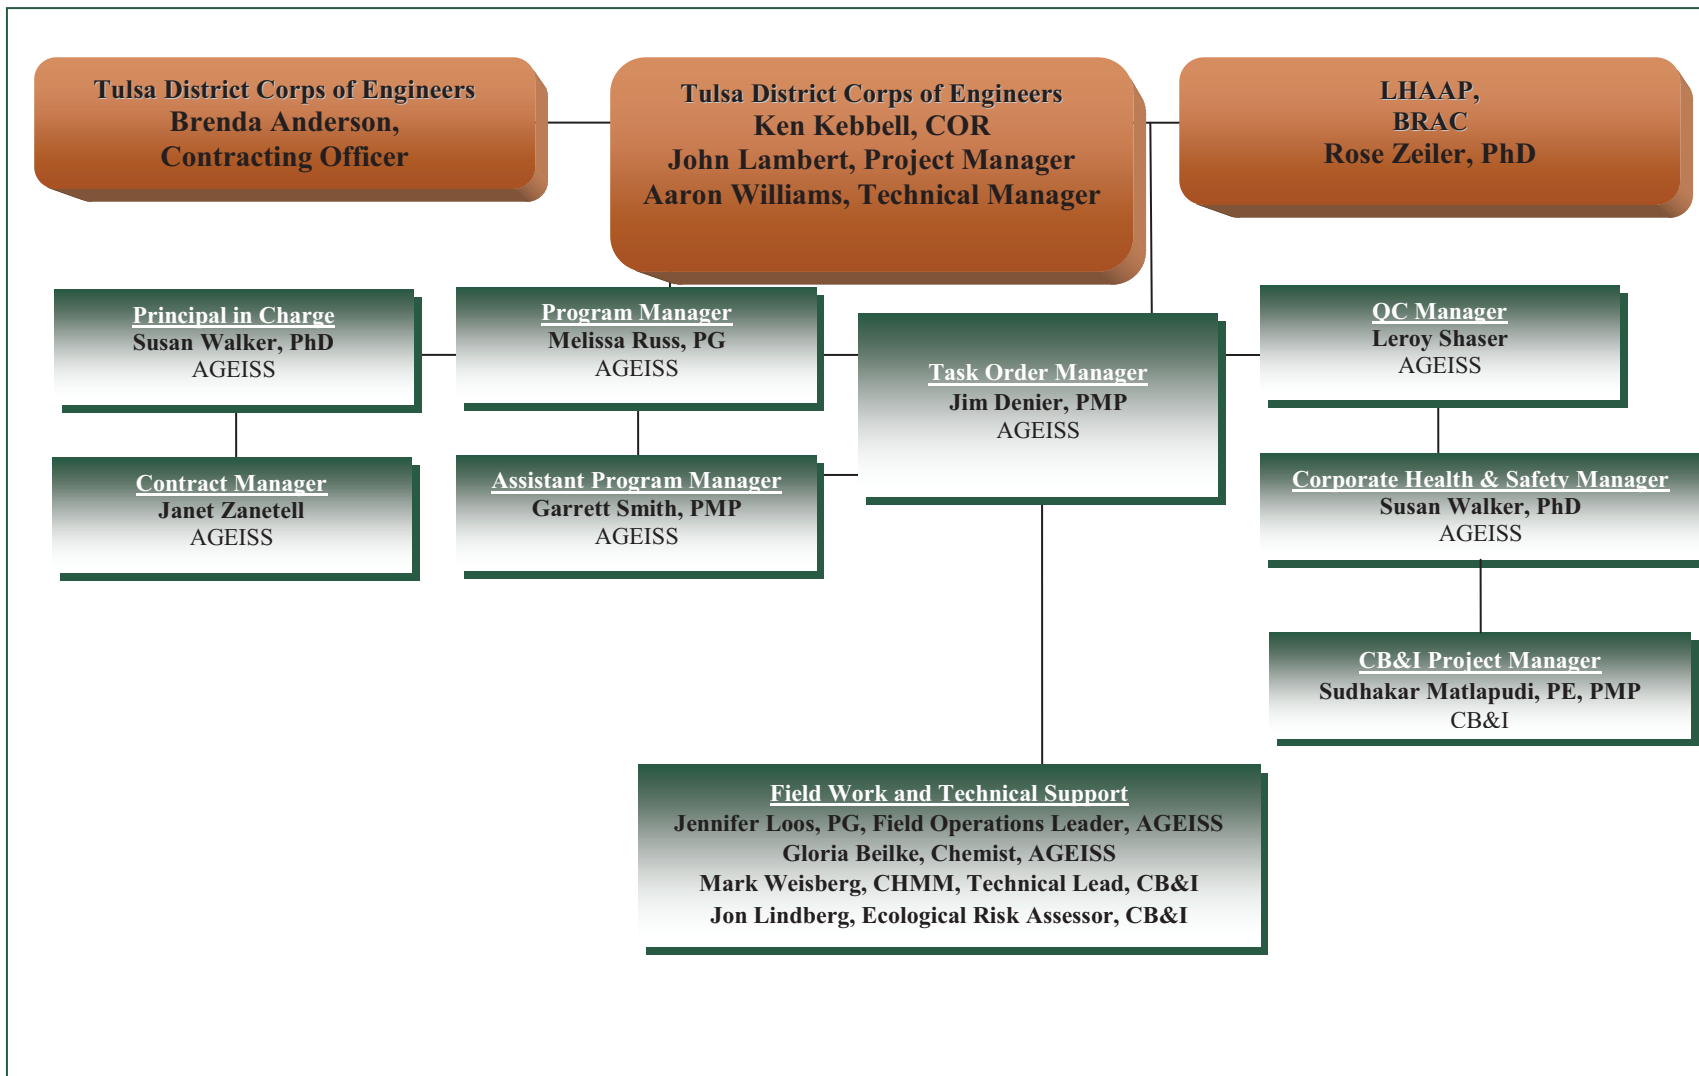 Tulsa District Corps of Engineers
Brenda Anderson,
Contracting Officer
Tulsa District Corps of Engineers
Ken Kebbell, COR
John Lambert, Project Manager
Aaron Williams, Technical Manager
LHAAP,
BRAC
Rose Zeiler, PhD
Principal in Charge
Susan Walker, PhD
AGEISS
Program Manager
Melissa Russ, PG
AGEISS
Task Order Manager
Jim Denier, PMP
AGEISS
QC Manager
Leroy Shaser
AGEISS
Contract Manager
Janet Zanetell
AGEISS
Assistant Program Manager
Garrett Smith, PMP
AGEISS
Corporate Health & Safety Manager
Susan Walker, PhD
AGEISS
CB&I Project Manager
Sudhakar Matlapudi, PE, PMP
CB&I
Field Work and Technical Support
Jennifer Loos, PG, Field Operations Leader, AGEISS
Gloria Beilke, Chemist, AGEISS
Mark Weisberg, CHMM, Technical Lead, CB&I
Jon Lindberg, Ecological Risk Assessor, CB&I